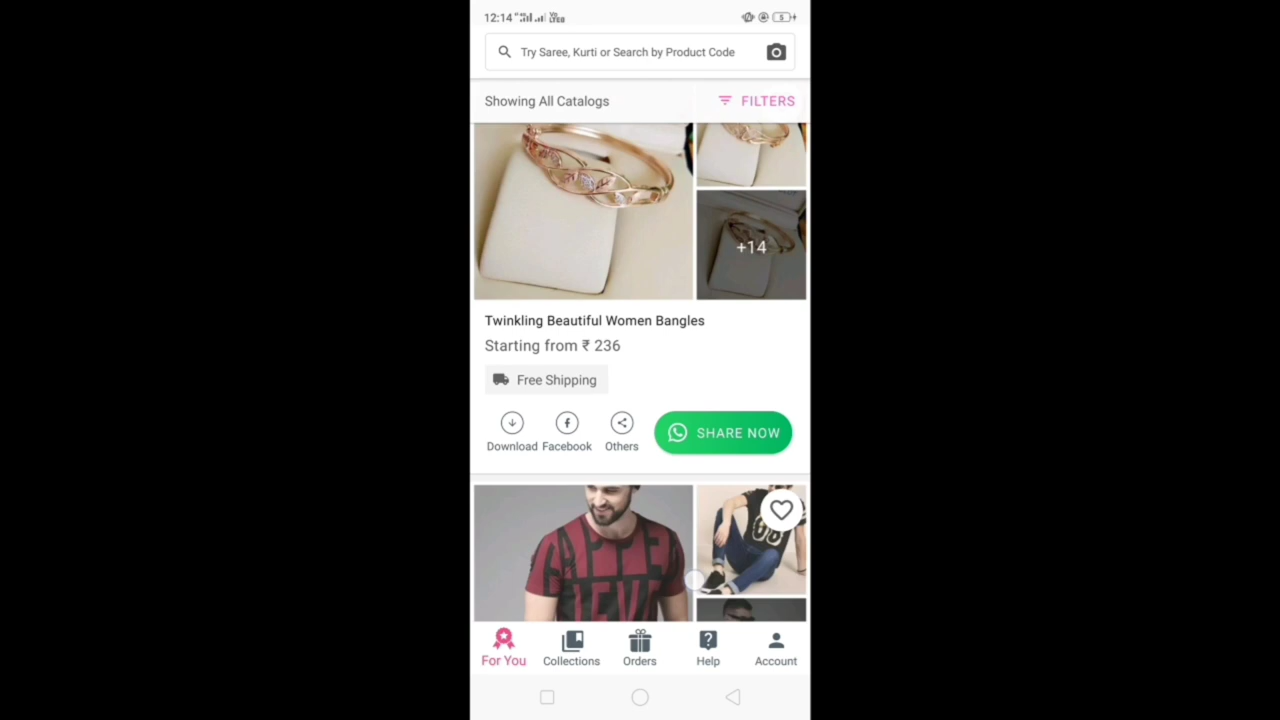 12:14
Try Saree, Kurti or Search by Product Code
Showing All Catalogs
FILTERS
+14
Twinkling Beautiful Women Bangles
Starting from ₹ 236
Free Shipping
Download Facebook Others
SHARE NOW
For You Collections Orders Help Account